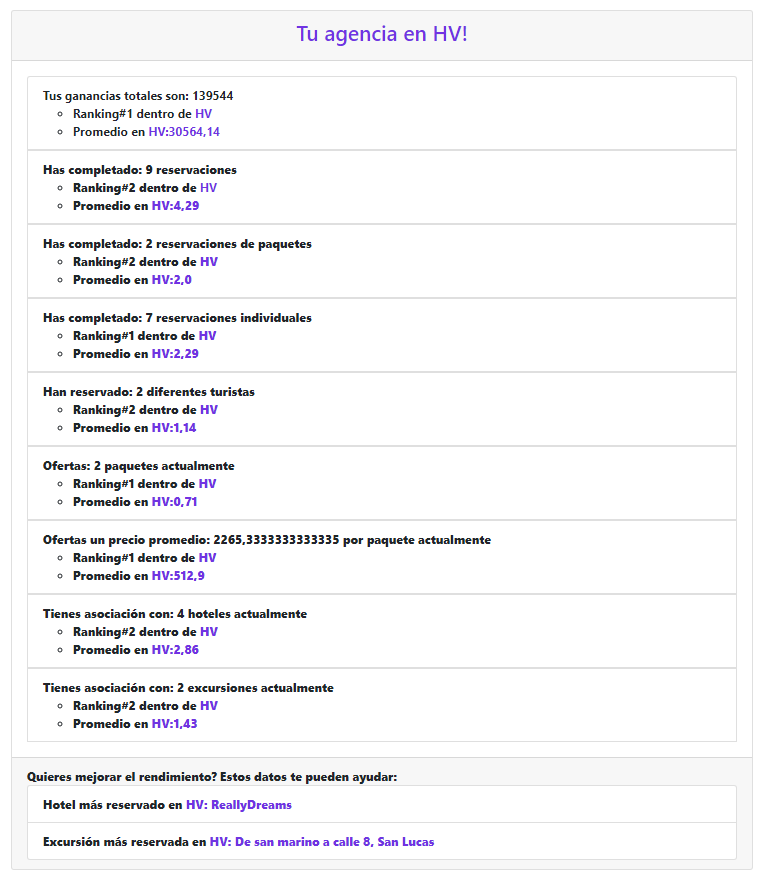 Tu agencia en HV!
Tus ganancias totales son: 139544
Ranking#1 dentro de HV
Promedio en HV:30564,14
Has completado: 9 reservaciones
Ranking#2 dentro de HV
Promedio en HV:4,29
Has completado: 2 reservaciones de paquetes
Ranking#2 dentro de HV
Promedio en HV:2,0
Has completado: 7 reservaciones individuales
Ranking#1 dentro de HV
Promedio en HV:2,29
Han reservado: 2 diferentes turistas
Ranking#2 dentro de HV
Promedio en HV:1,14
Ofertas: 2 paquetes actualmente
Ranking#1 dentro de HV
Promedio en HV:0,71
Ofertas un precio promedio: 2265,3333333333335 por paquete actualmente
Ranking#1 dentro de HV
Promedio en HV:512,9
Tienes asociación con: 4 hoteles actualmente
Ranking#2 dentro de HV
Promedio en HV:2,86
Tienes asociación con: 2 excursiones actualmente
Ranking#2 dentro de HV
Promedio en HV:1,43
Quieres mejorar el rendimiento? Estos datos te pueden ayudar:
Hotel más reservado en HV: ReallyDreams
Excursión más reservada en HV: De san marino a calle 8, San Lucas